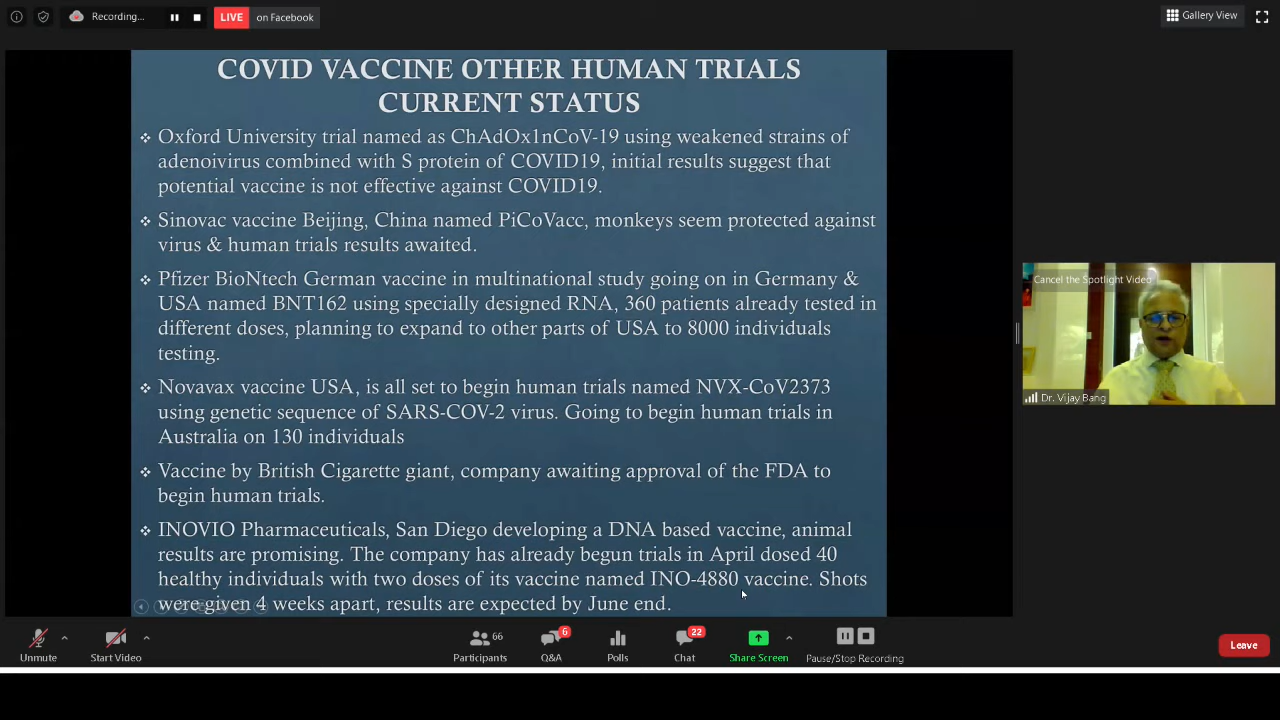 Recording...
LIVE on Facebook
Gallery View
COVID VACCINE OTHER HUMAN TRIALS
CURRENT STATUS
❖ Oxford University trial named as ChAdOx1nCoV-19 using weakened strains of
adenoivirus combined with S protein of COVID19, initial results suggest that
potential vaccine is not effective against COVID19.
❖ Sinovac vaccine Beijing, China named PiCoVacc, monkeys seem protected against
virus & human trials results awaited.
❖ Pfizer BioNtech German vaccine in multinational study going on in Germany &
USA named BNT162 using specially designed RNA, 360 patients already tested in
different doses, planning to expand to other parts of USA to 8000 individuals
testing.
❖ Novavax vaccine USA, is all set to begin human trials named NVX-CoV2373
using genetic sequence of SARS-COV-2 virus. Going to begin human trials in
Australia on 130 individuals
❖ Vaccine by British Cigarette giant, company awaiting approval of the FDA to
begin human trials.
❖ INOVIO Pharmaceuticals, San Diego developing a DNA based vaccine, animal
results are promising. The company has already begun trials in April dosed 40
healthy individuals with two doses of its vaccine named INO-4880 vaccine. Shots
were given 4 weeks apart, results are expected by June end.
Cancel the Spotlight Video
Dr. Vijay Bang
Unmute
Start Video
66
Participants
6
Q&A
Polls
22
Chat
Share Screen
Pause/Stop Recording
Leave